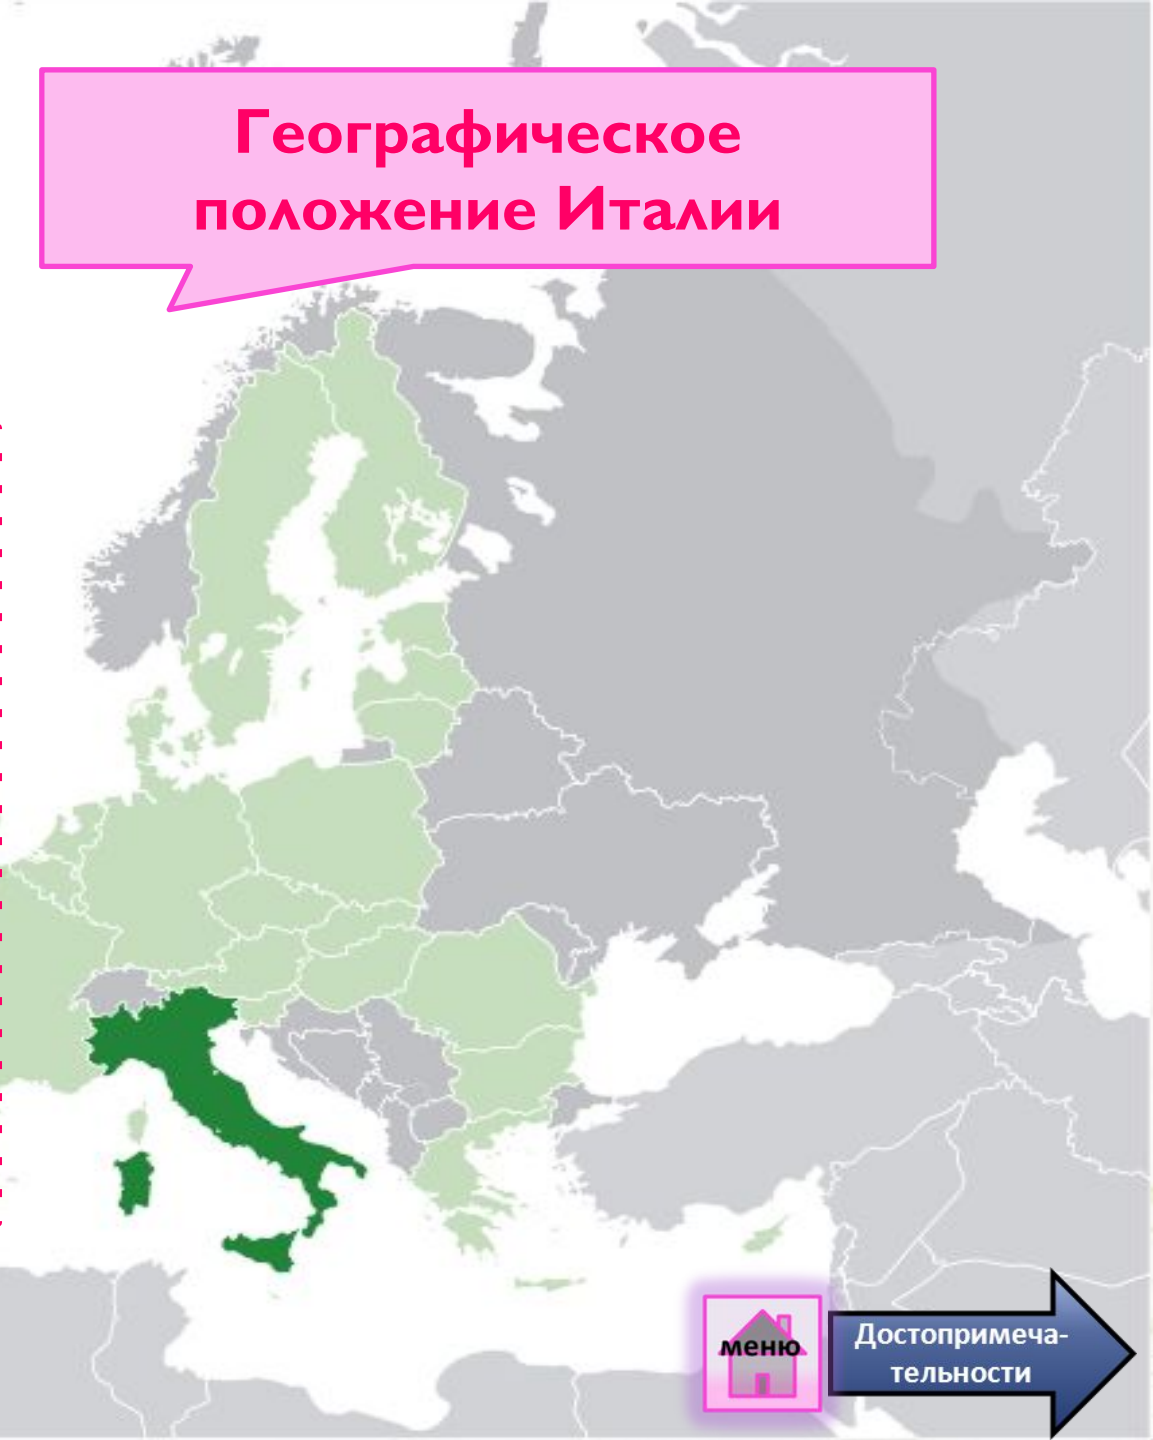 Географическое
положение Италии
меню
Достопримеча-
тельности